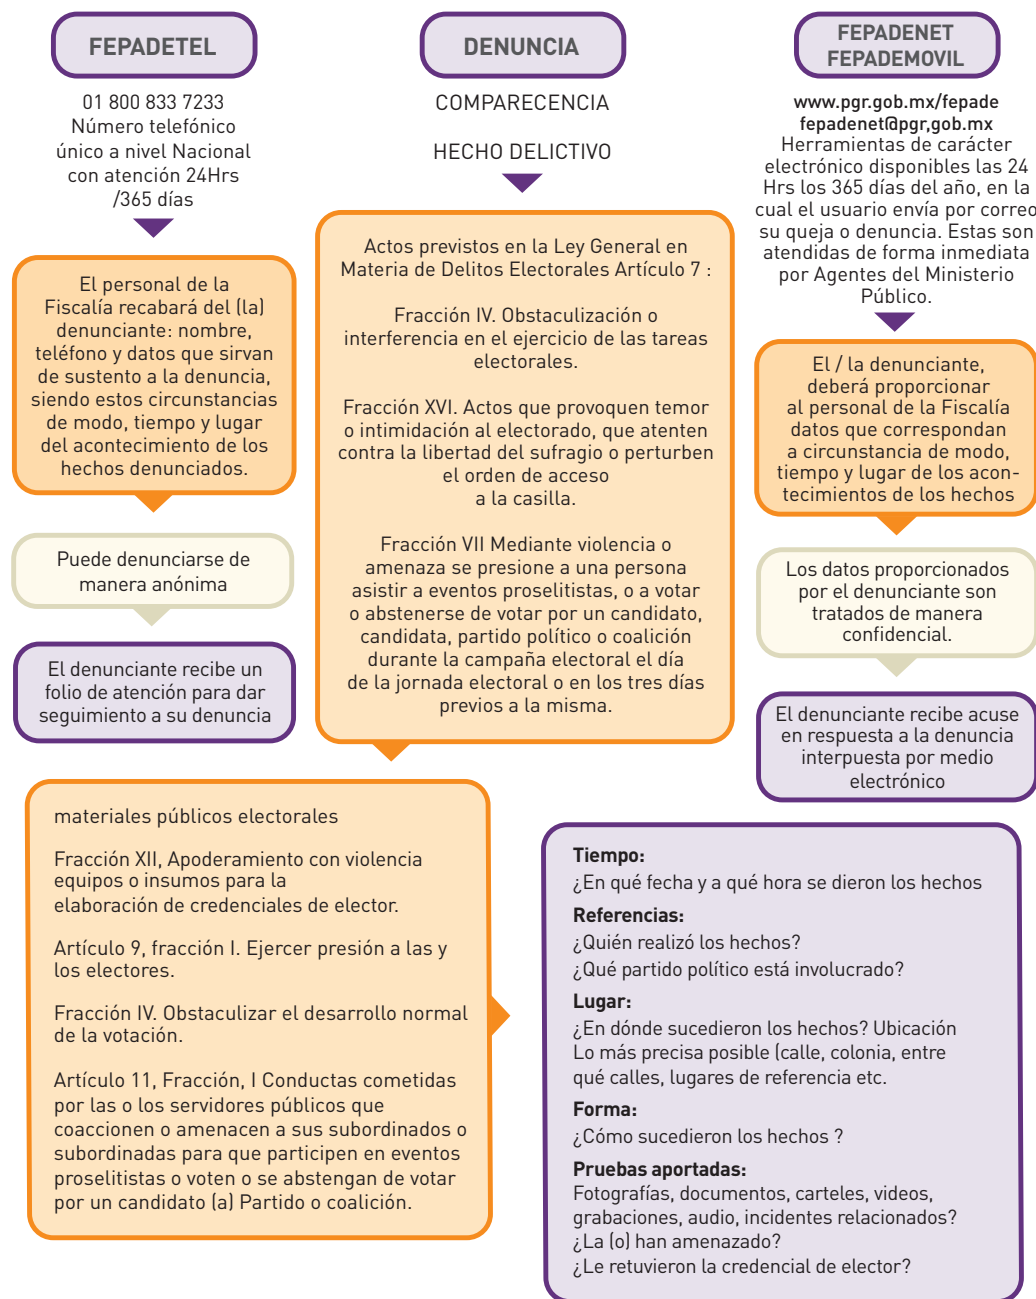 FEPADETEL
01 800 833 7233
Número telefónico
único a nivel Nacional
con atención 24Hrs
/365 días
El personal de la
Fiscalía recabará del (la)
denunciante: nombre,
teléfono y datos que sirvan
de sustento a la denuncia,
siendo estos circunstancias
de modo, tiempo y lugar
del acontecimiento de los
hechos denunciados.
Puede denunciarse de
manera anónima
El denunciante recibe un
folio de atención para dar
seguimiento a su denuncia
DENUNCIA
COMPARECENCIA
HECHO DELICTIVO
Actos previstos en la Ley General en
Materia de Delitos Electorales Artículo 7 :
Fracción IV. Obstaculización o
interferencia en el ejercicio de las tareas
electorales.
Fracción XVI. Actos que provoquen temor
o intimidación al electorado, que atenten
contra la libertad del sufragio o perturben
el orden de acceso
a la casilla.
Fracción VII Mediante violencia o
amenaza se presione a una persona
asistir a eventos proselitistas, o a votar
o abstenerse de votar por un candidato,
candidata, partido político o coalición
durante la campaña electoral el día
de la jornada electoral o en los tres días
previos a la misma.
FEPADENET
FEPADEMOVIL
www.pgr.gob.mx/fepade
fepadenet@pgr,gob.mx
Herramientas de carácter
electrónico disponibles las 24
Hrs los 365 días del año, en la
cual el usuario envía por correo
su queja o denuncia. Estas son
atendidas de forma inmediata
por Agentes del Ministerio
Público.
El / la denunciante,
deberá proporcionar
al personal de la Fiscalía
datos que correspondan
a circunstancia de modo,
tiempo y lugar de los acon-
tecimientos de los hechos
Los datos proporcionados
por el denunciante son
tratados de manera
confidencial.
El denunciante recibe acuse
en respuesta a la denuncia
interpuesta por medio
electrónico
materiales públicos electorales
Fracción XII, Apoderamiento con violencia
equipos o insumos para la
elaboración de credenciales de elector.
Artículo 9, fracción I. Ejercer presión a las y
los electores.
Fracción IV. Obstaculizar el desarrollo normal
de la votación.
Artículo 11, Fracción, I Conductas cometidas
por las o los servidores públicos que
coaccionen o amenacen a sus subordinados o
subordinadas para que participen en eventos
proselitistas o voten o se abstengan de votar
por un candidato (a) Partido o coalición.
Tiempo:
¿En qué fecha y a qué hora se dieron los hechos
Referencias:
¿Quién realizó los hechos?
¿Qué partido político está involucrado?
Lugar:
¿En dónde sucedieron los hechos? Ubicación
Lo más precisa posible (calle, colonia, entre
qué calles, lugares de referencia etc.
Forma:
¿Cómo sucedieron los hechos ?
Pruebas aportadas:
Fotografías, documentos, carteles, videos,
grabaciones, audio, incidentes relacionados?
¿La (o) han amenazado?
¿Le retuvieron la credencial de elector?